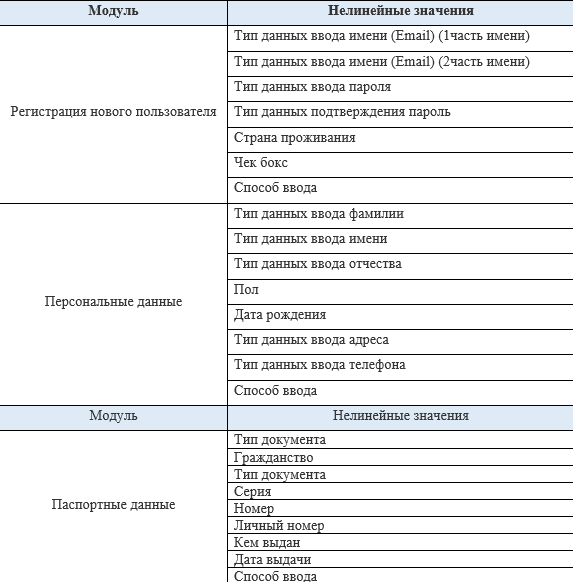 Модуль
Нелинейные значения
Регистрация нового пользователя
Тип данных ввода имени (Email) (1часть имени)
Тип данных ввода имени (Email) (2часть имени)
Тип данных ввода пароля
Тип данных подтверждения пароль
Страна проживания
Чек бокс
Способ ввода
Персональные данные
Тип данных ввода фамилии
Тип данных ввода имени
Тип данных ввода отчества
Пол
Дата рождения
Тип данных ввода адреса
Тип данных ввода телефона
Способ ввода
Модуль
Нелинейные значения
Паспортные данные
Тип документа
Гражданство
Тип документа
Серия
Номер
Личный номер
Кем выдан
Дата выдачи
Способ ввода